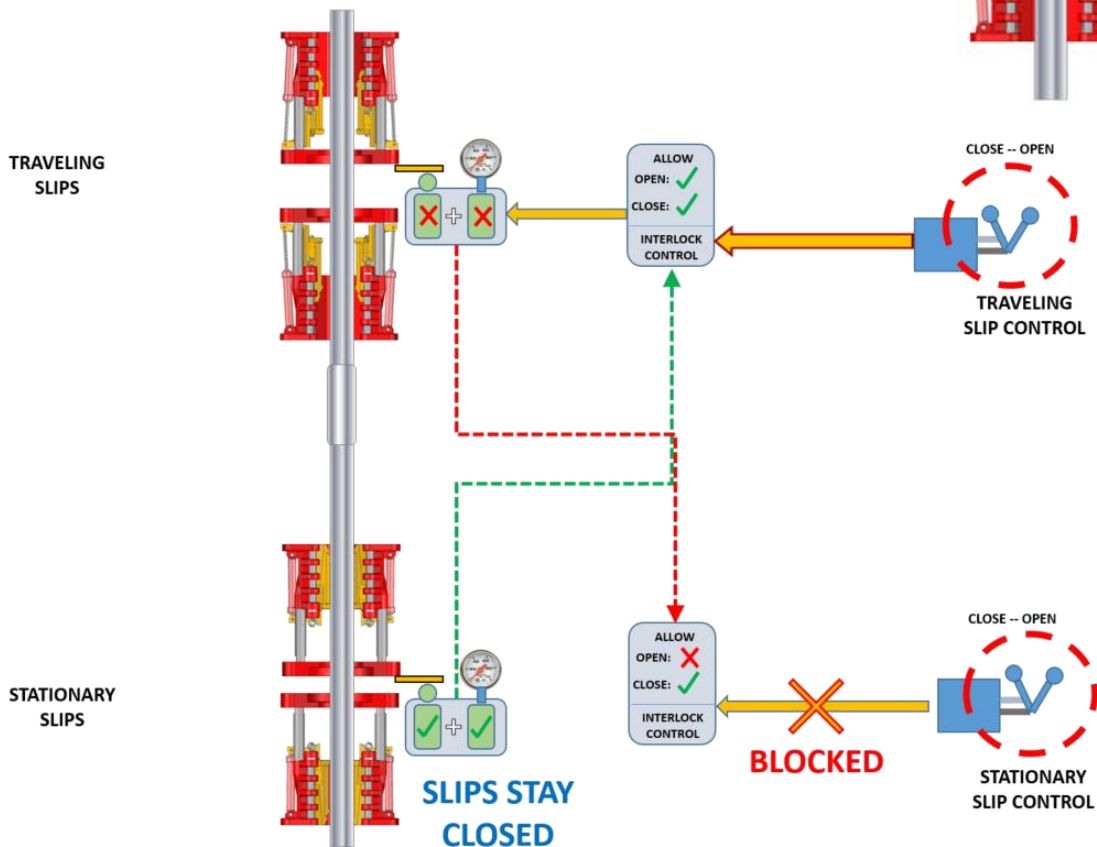 TRAVELING
SLIPS
ALLOW
OPEN:
CLOSE:
INTERLOCK
CONTROL
CLOSE -- OPEN
TRAVELING
SLIP CONTROL
STATIONARY
SLIPS
SLIPS STAY
CLOSED
ALLOW
OPEN:
CLOSE:
INTERLOCK
CONTROL
BLOCKED
CLOSE -- OPEN
STATIONARY
SLIP CONTROL